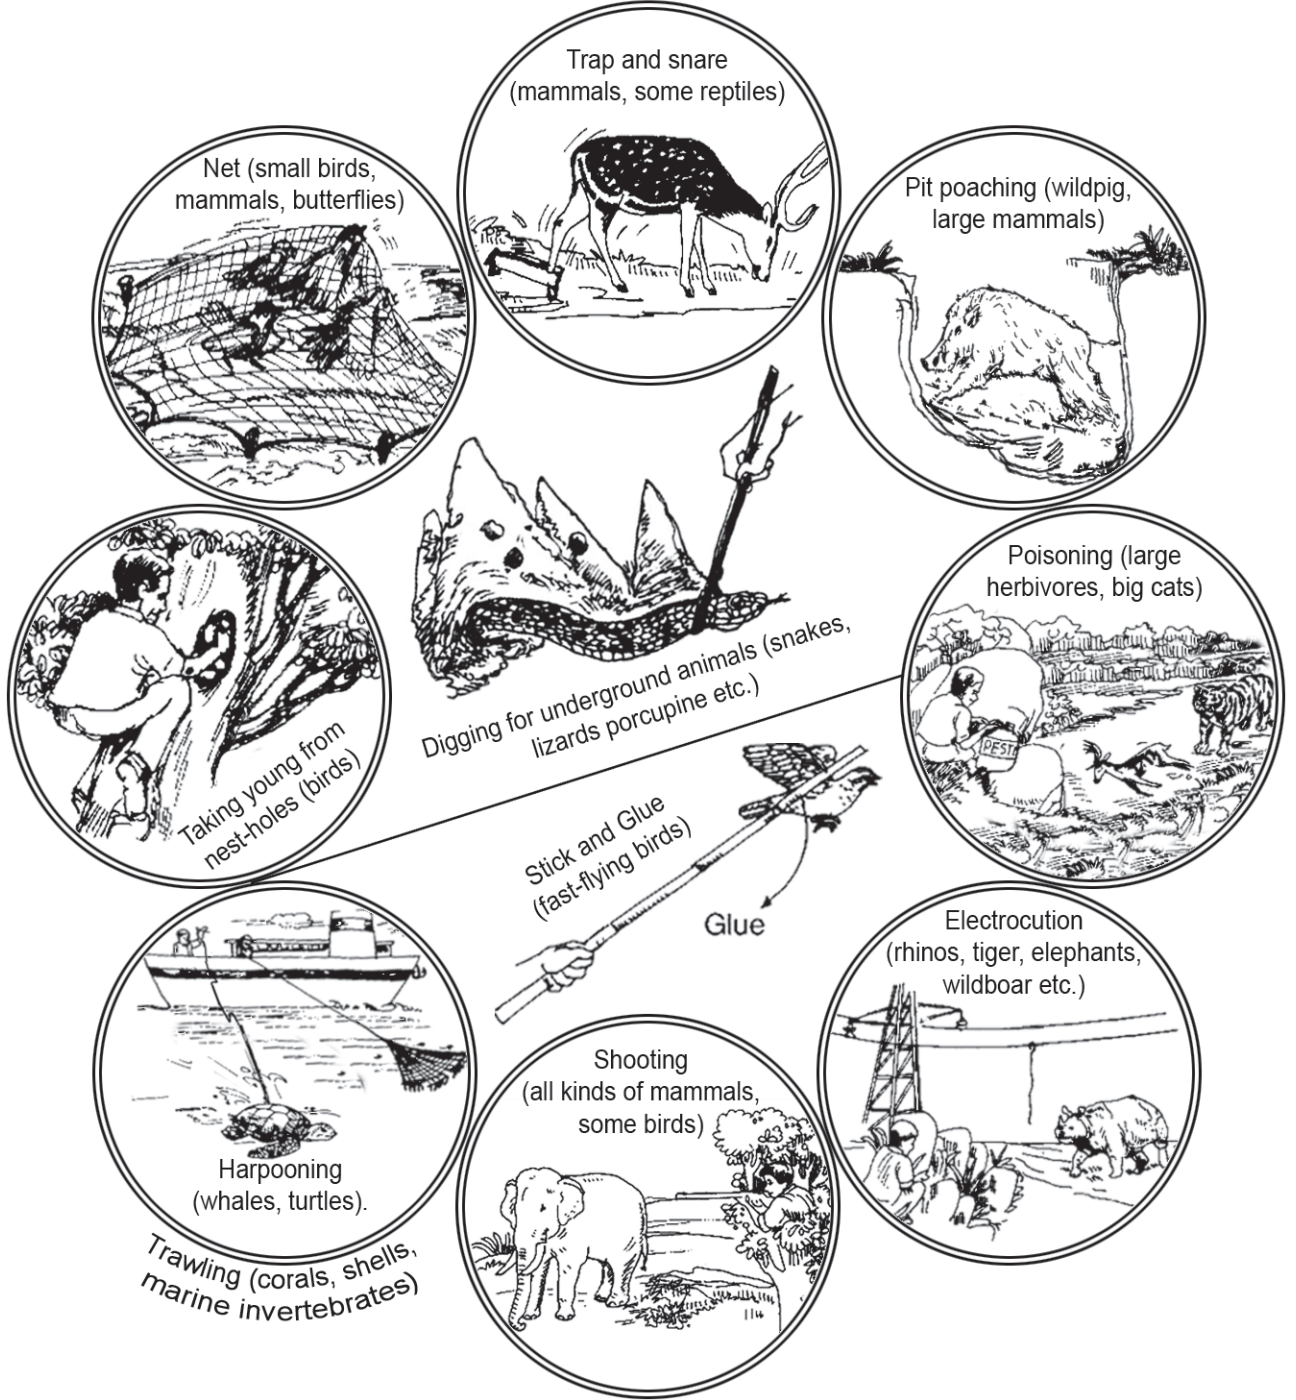 Trap and snare
(mammals, some reptiles)
Net (small birds,
mammals, butterflies)
Pit poaching (wildpig,
large mammals)
Digging for underground animals (snakes,
lizards porcupine etc.)
Poisoning (large
herbivores, big cats)
PEST
Taking young from
nest-holes (birds)
Stick and Glue
(fast-flying birds)
Glue
Electrocution
(rhinos, tiger, elephants,
wildboar etc.)
Harpooning
(whales, turtles).
Trawling (corals, shells,
marine invertebrates)
Shooting
(all kinds of mammals,
some birds)